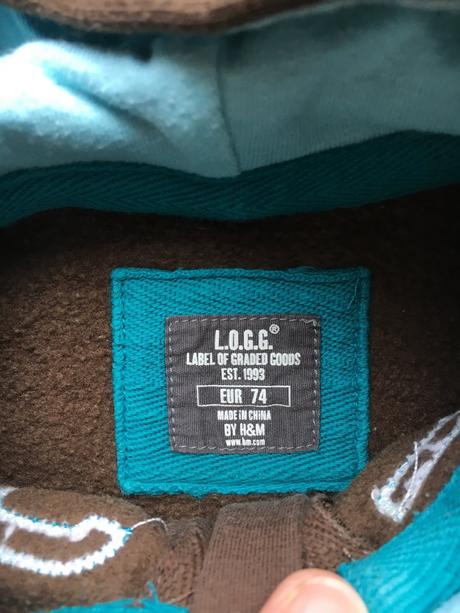 L.O.G.G.®
LABEL OF GRADED GOODS
EST. 1993
EUR 74
MADE IN CHINA
BY H&M
www.hm.com